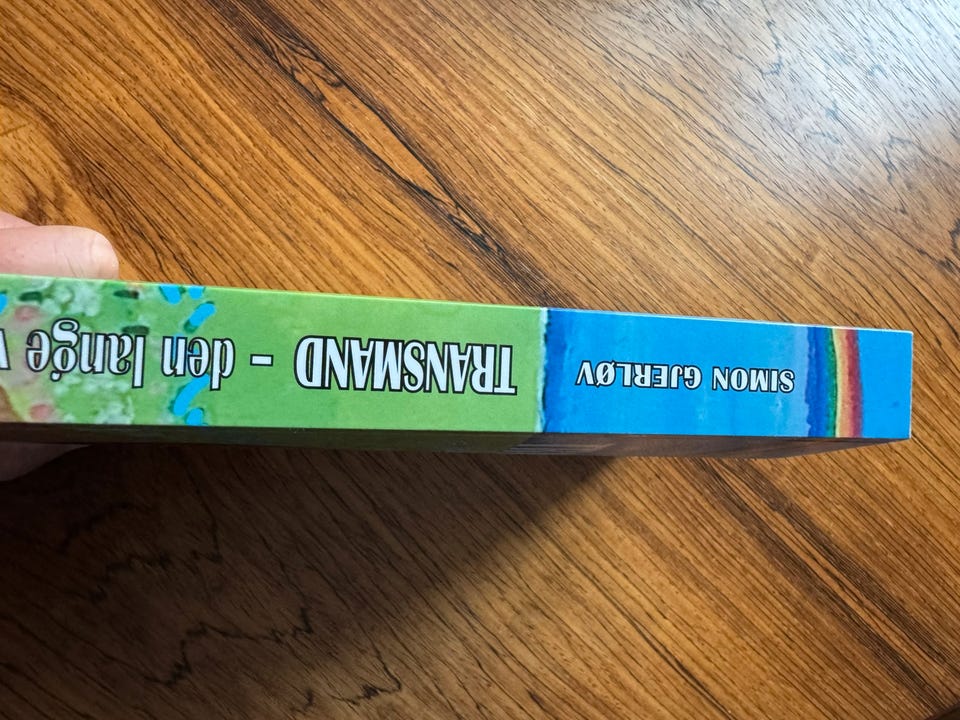 SIMON GJERLØV
TRANSMAND - den lange